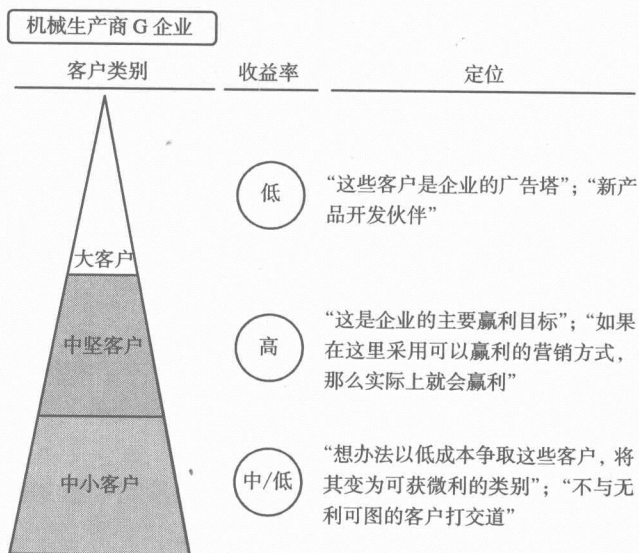 机械生产商 G 企业
客户类别 收益率 定位
大客户
低
“这些客户是企业的广告塔”；“新产
品开发伙伴”
中坚客户
高
“这是企业的主要赢利目标”；“如果
在这里采用可以赢利的营销方式，
那么实际上就会赢利”
中小客户
中/低
“想办法以低成本争取这些客户，将
其变为可获微利的类别”；“不与无
利可图的客户打交道”